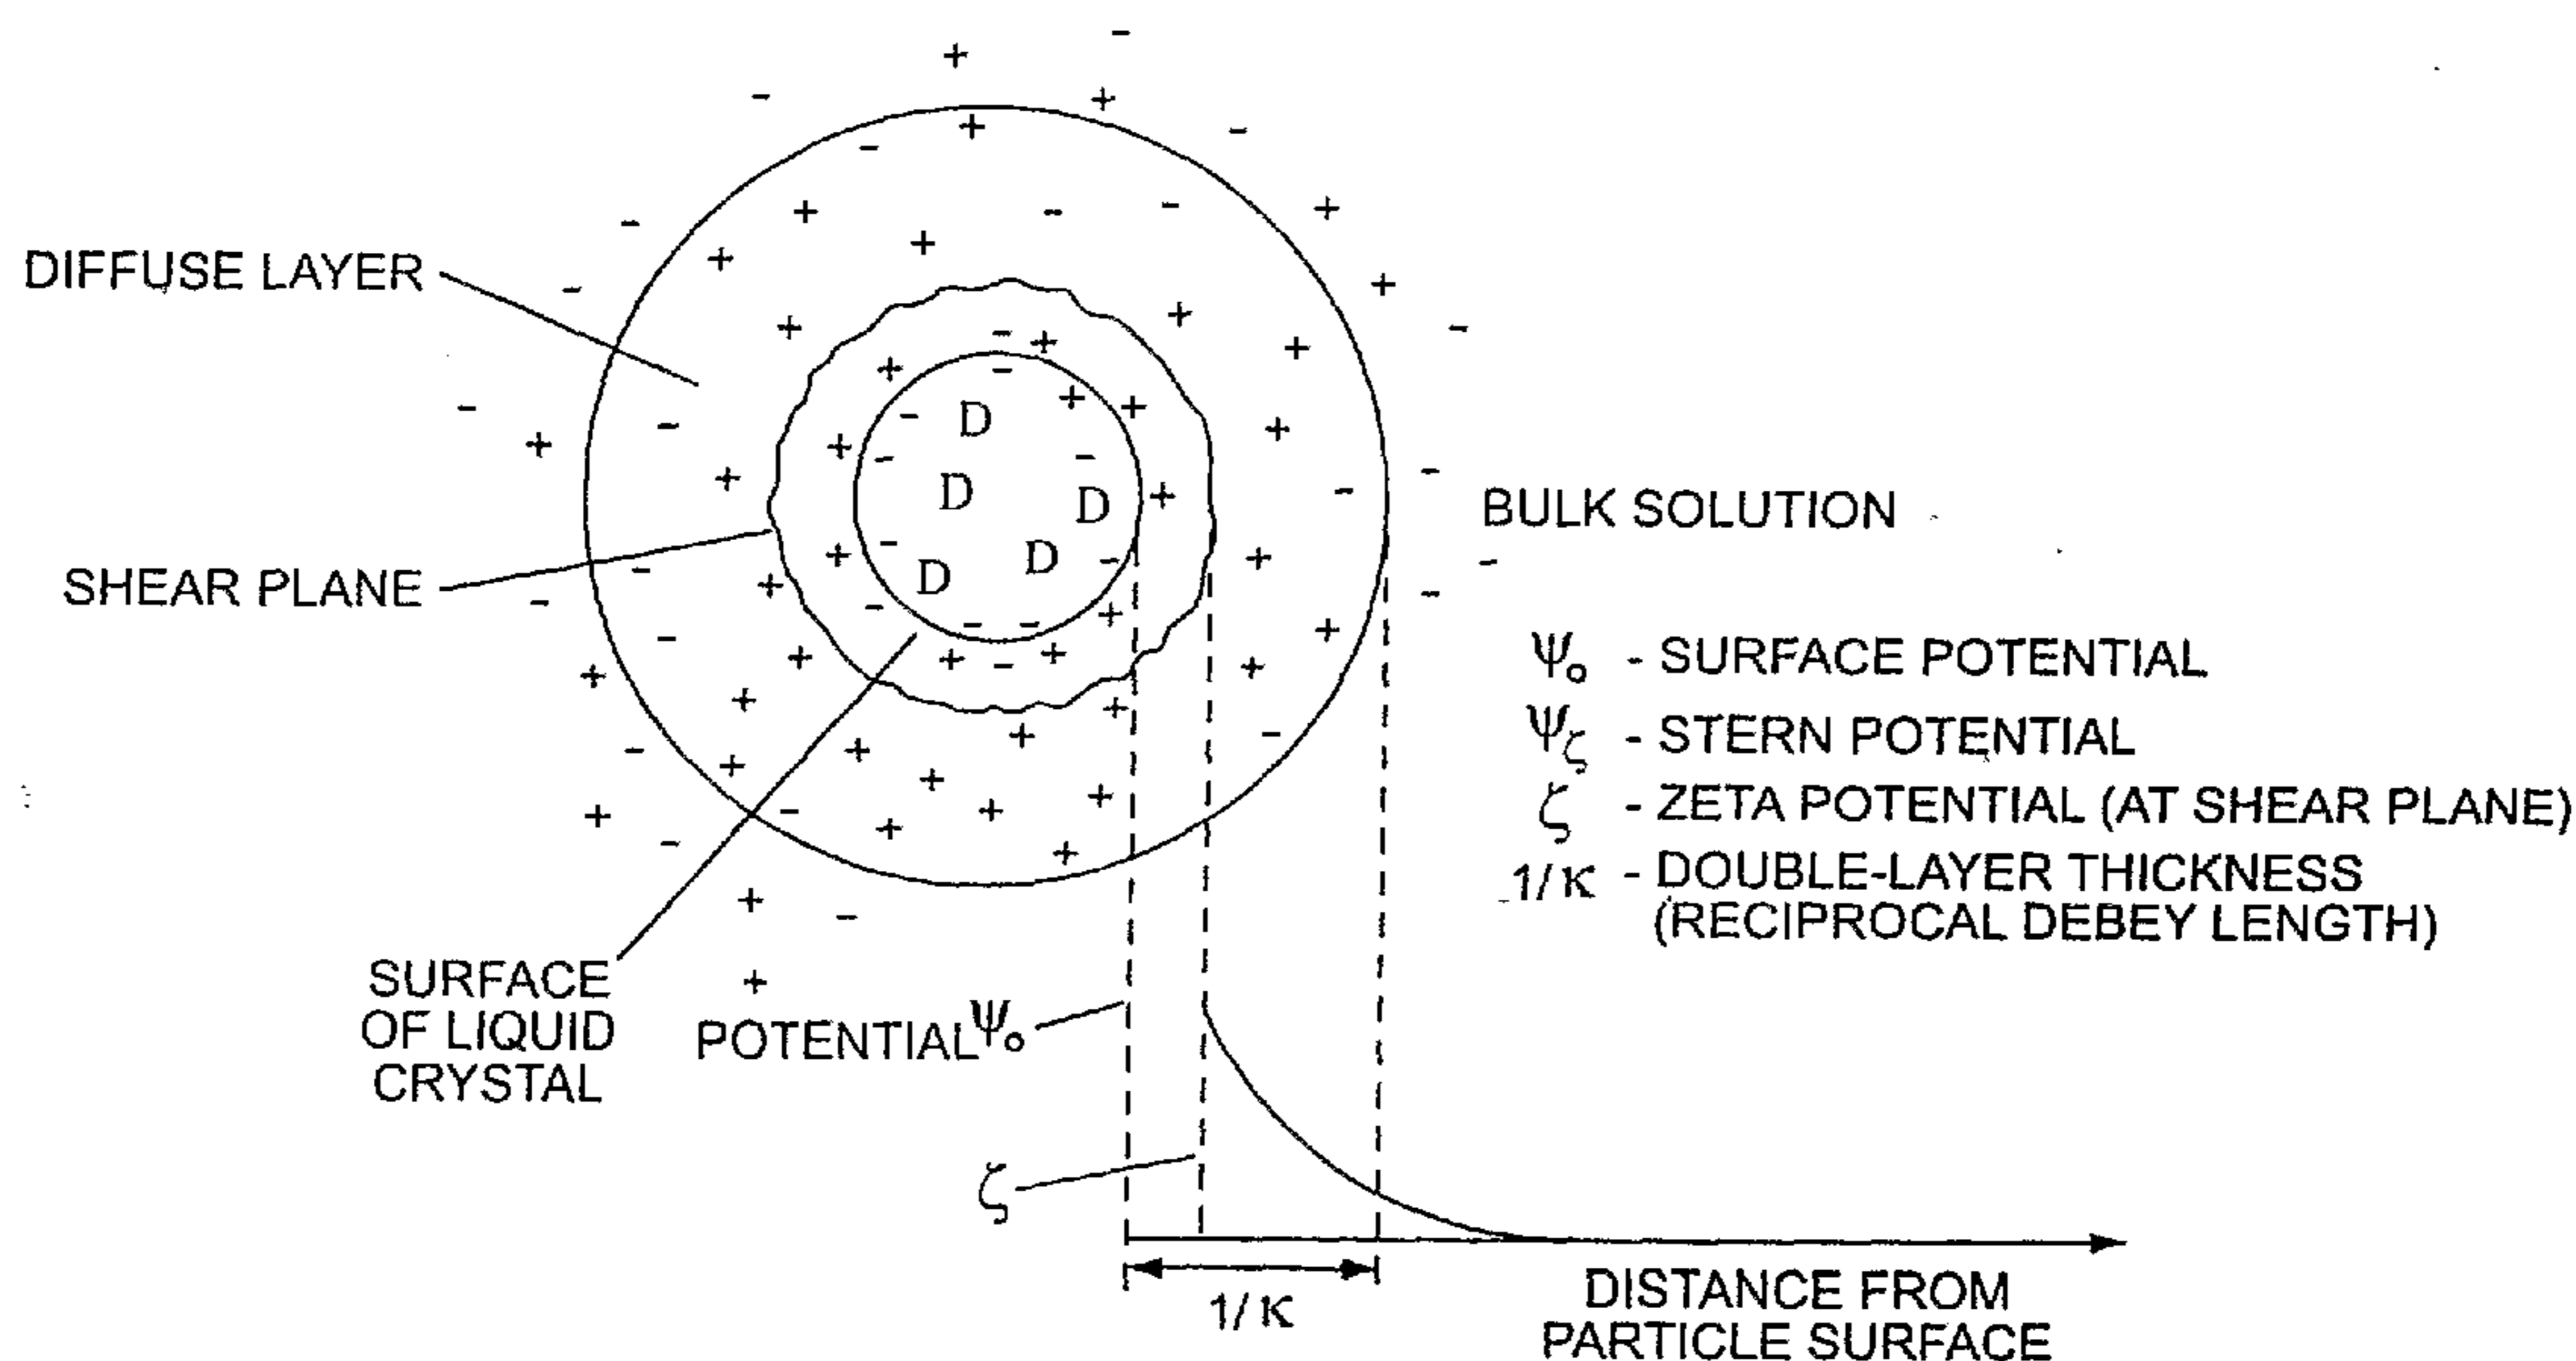 DIFFUSE LAYER
SHEAR PLANE
SURFACE
OF LIQUID
CRYSTAL
D
D
D
D
D
BULK SOLUTION
Ψo - SURFACE POTENTIAL
Ψζ - STERN POTENTIAL
ζ - ZETA POTENTIAL (AT SHEAR PLANE)
1/κ - DOUBLE-LAYER THICKNESS
(RECIPROCAL DEBEY LENGTH)
POTENTIAL Ψo
ζ
1/κ
DISTANCE FROM
PARTICLE SURFACE